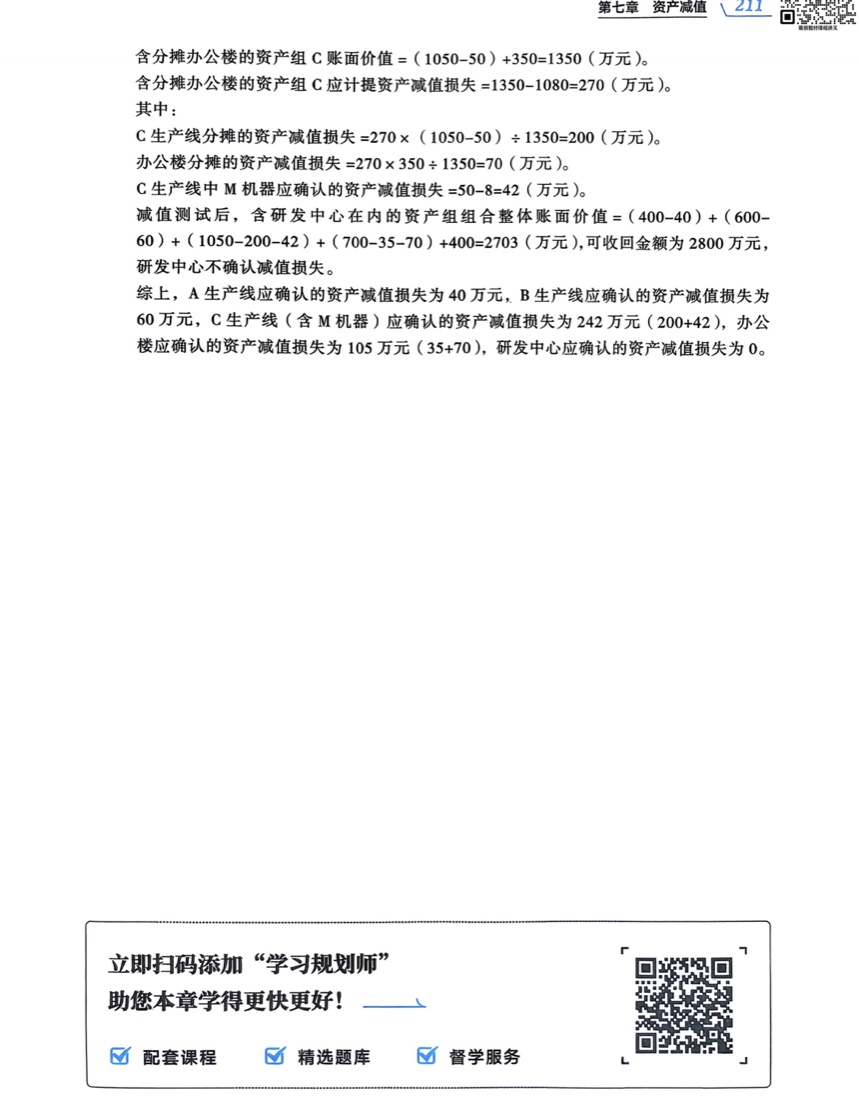 第七章 资产减值 211
含分摊办公楼的资产组 C 账面价值 =（1050-50）+350=1350（万元）。
含分摊办公楼的资产组 C 应计提资产减值损失 =1350-1080=270（万元）。
其中：
C 生产线分摊的资产减值损失 =270×（1050-50）÷1350=200（万元）。
办公楼分摊的资产减值损失 =270×350÷1350=70（万元）。
C 生产线中 M 机器应确认的资产减值损失 =50-8=42（万元）。
减值测试后，含研发中心在内的资产组组合整体账面价值 =（400-40）+（600-
60）+（1050-200-42）+（700-35-70）+400=2703（万元），可收回金额为 2800 万元，
研发中心不确认减值损失。
综上，A 生产线应确认的资产减值损失为 40 万元，B 生产线应确认的资产减值损失为
60 万元，C 生产线（含 M 机器）应确认的资产减值损失为 242 万元（200+42），办公
楼应确认的资产减值损失为 105 万元（35+70），研发中心应确认的资产减值损失为 0。
立即扫码添加“学习规划师”
助您本章学得更快更好！
配套课程 精选题库 督学服务